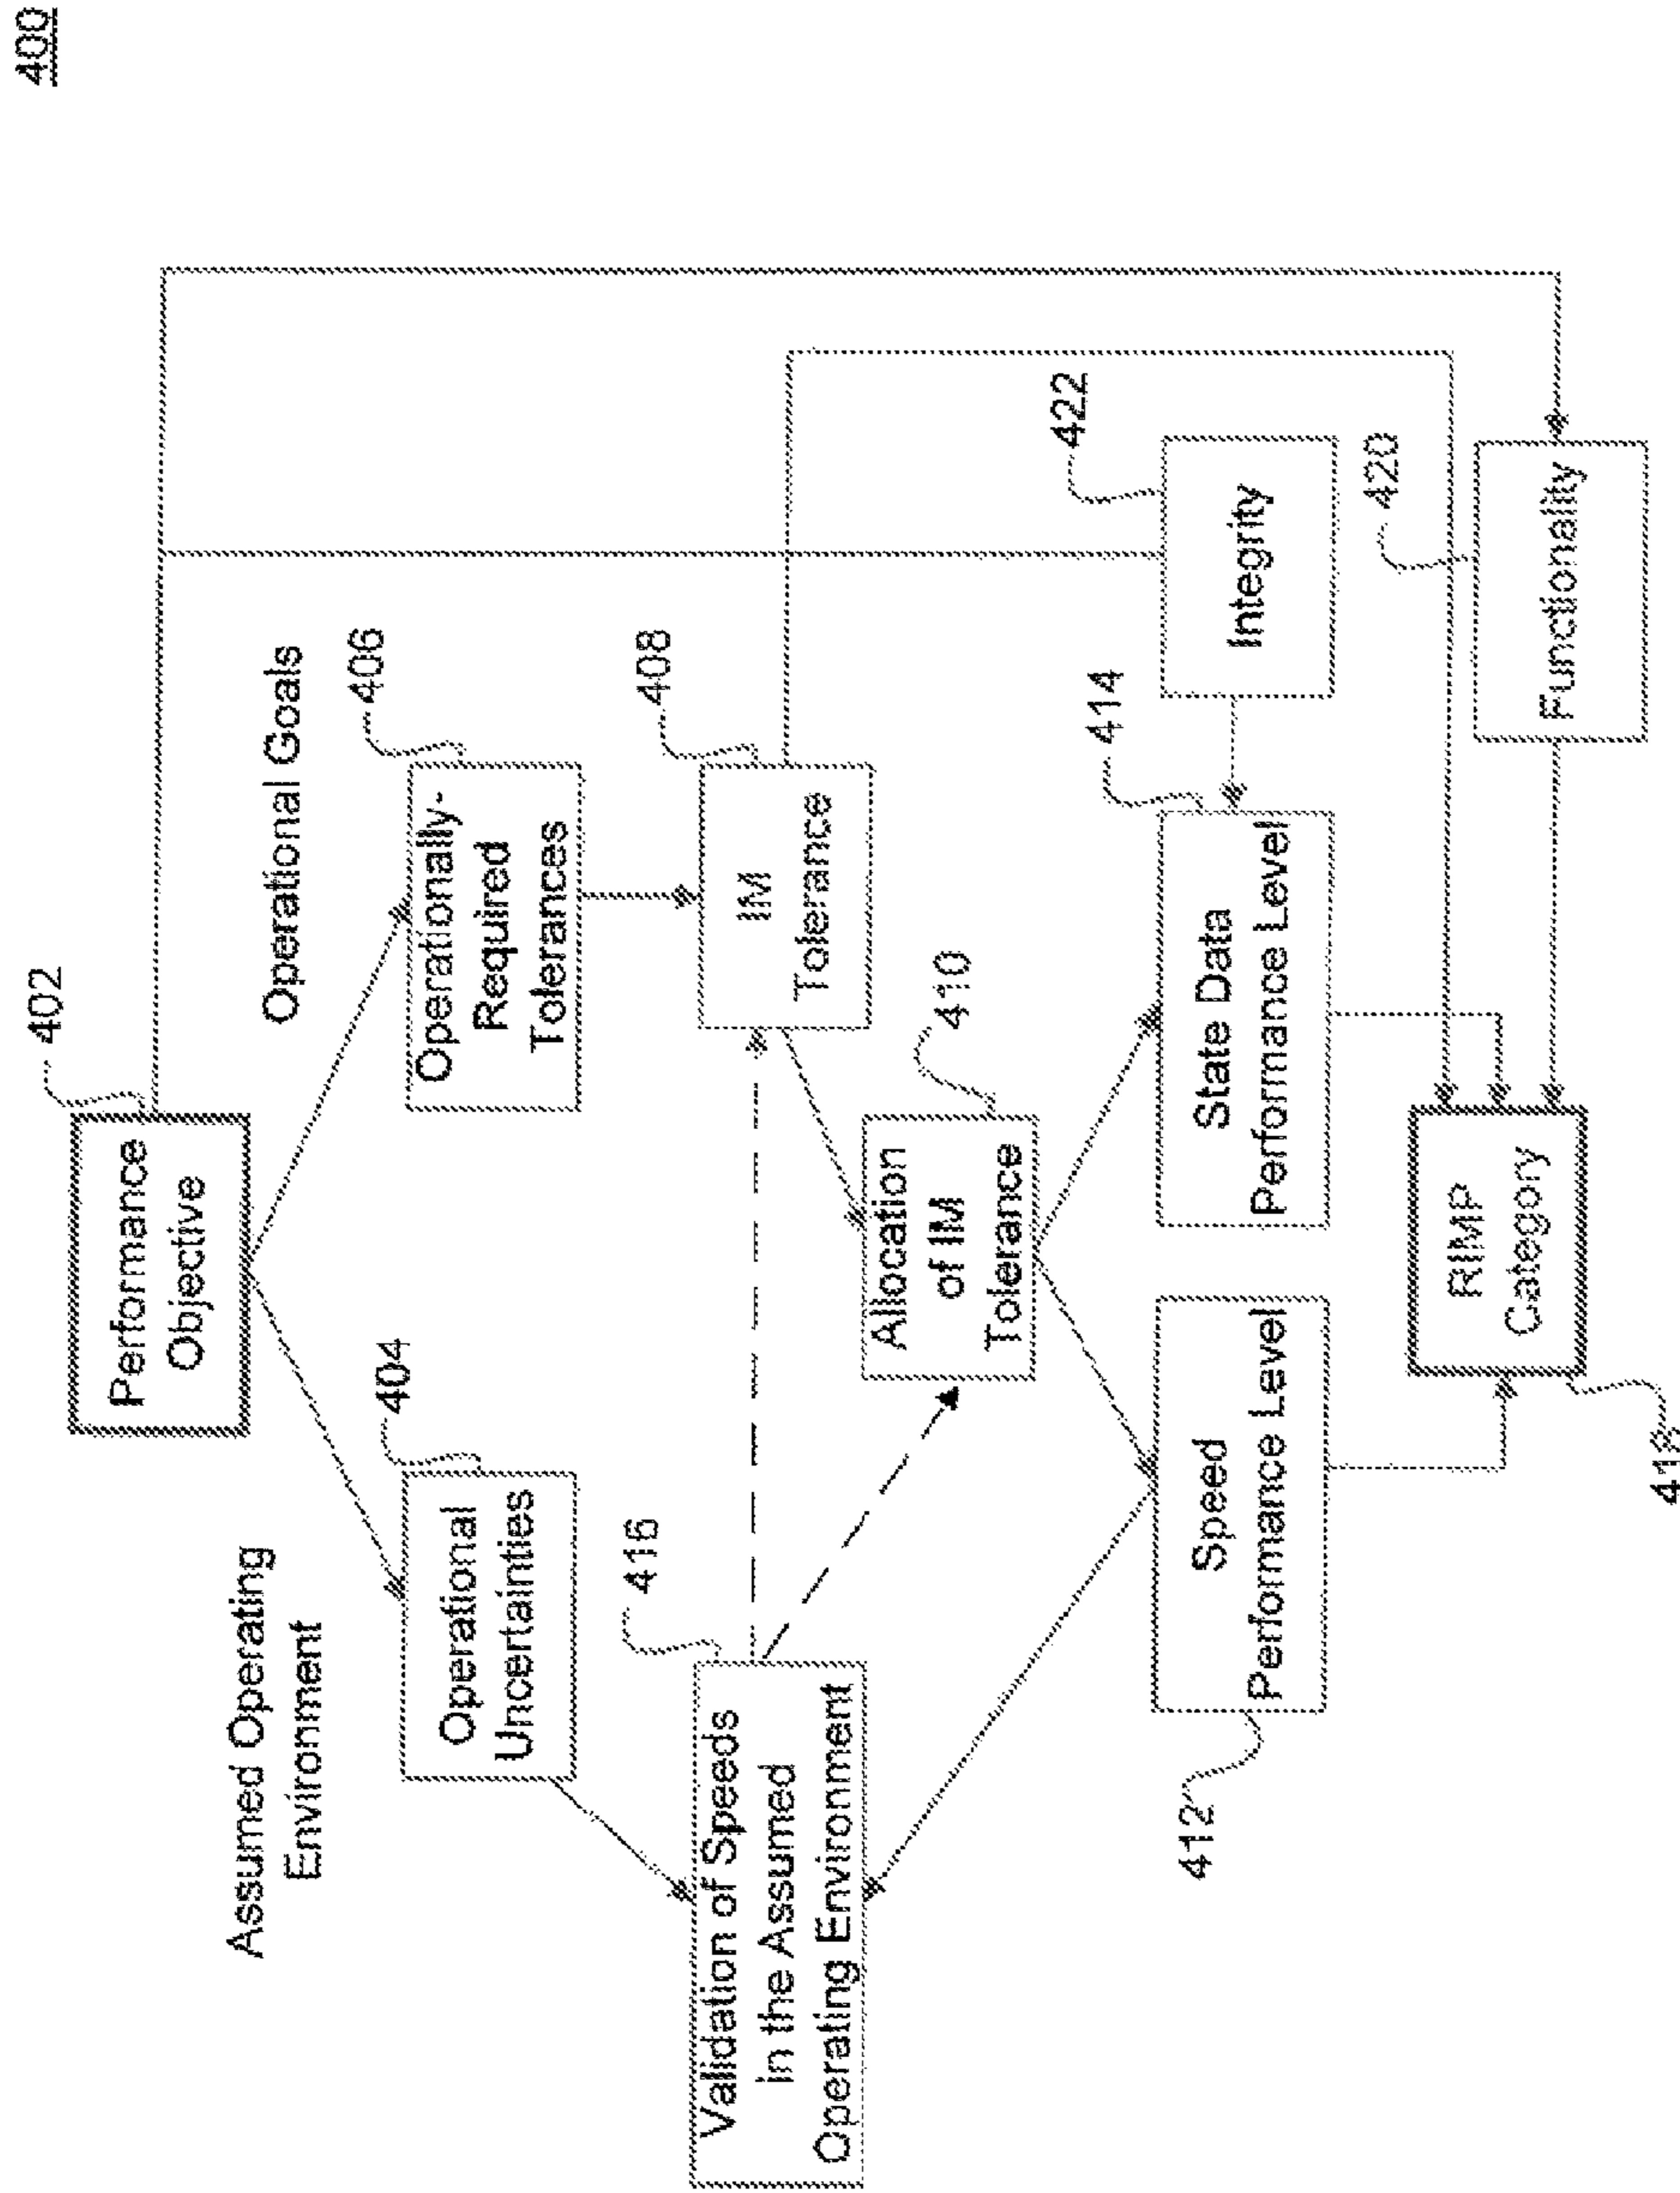 400
402
Performance
Objective
Assumed Operating
Environment
Operational Goals
404
Operational
Uncertainties
406
Operationally-
Required
Tolerances
416
Validation of Speeds
in the Assumed
Operating Environment
408
IM
Tolerance
410
Allocation
of IM
Tolerance
412
Speed
Performance Level
414
State Data
Performance Level
422
Integrity
RIMP
Category
420
Functionality